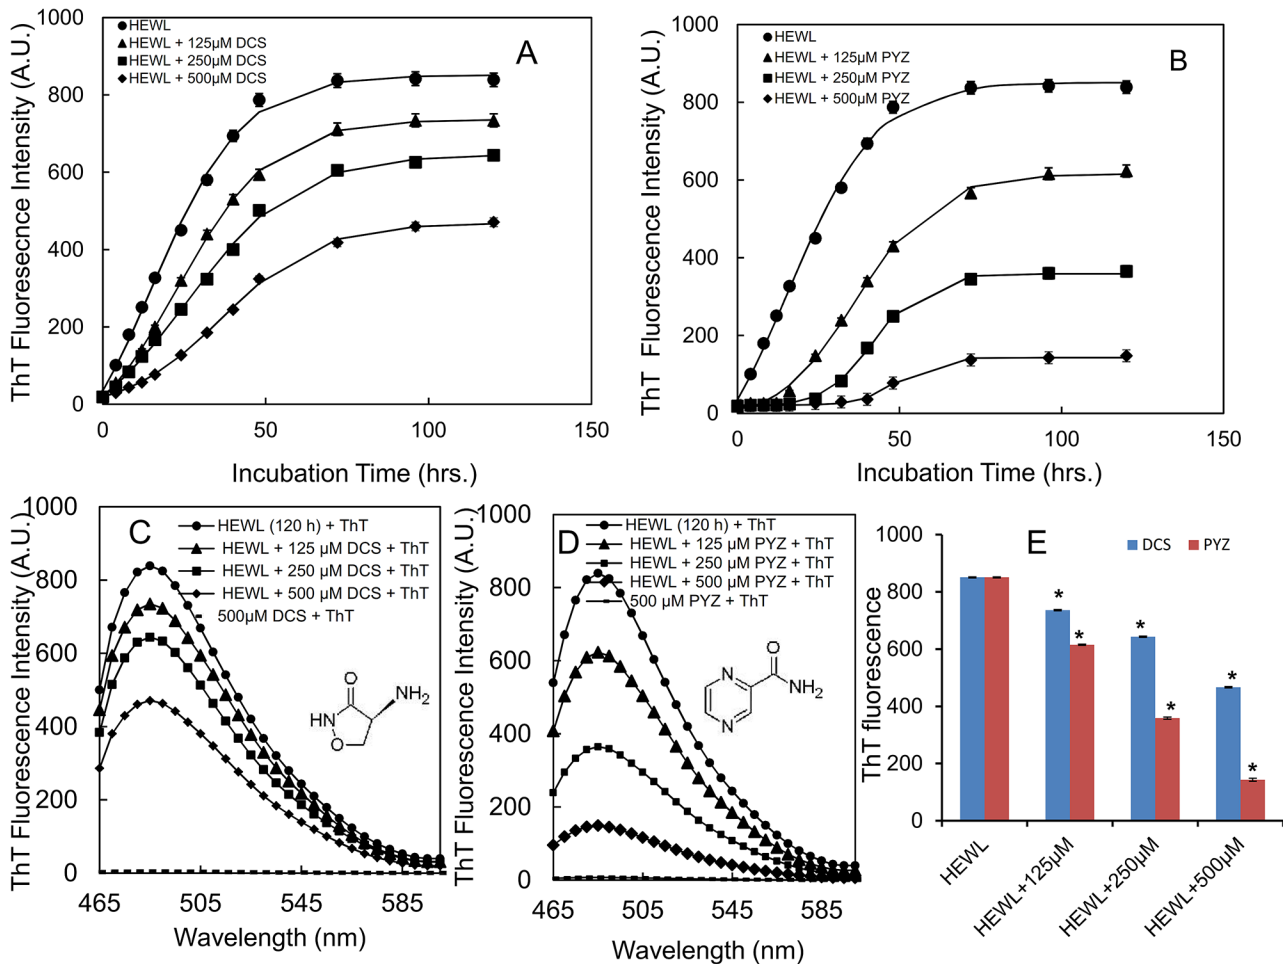 A
ThT Fluoresecnce Intensity (A.U.)
1000
800
600
400
200
0
HEWL
HEWL + 125µM DCS
HEWL + 250µM DCS
HEWL + 500µM DCS
0
50
100
150
Incubation Time (hrs.)
B
ThT Fluorescence Intensity (A.U.)
1000
800
600
400
200
0
HEWL
HEWL + 125µM PYZ
HEWL + 250µM PYZ
HEWL + 500µM PYZ
0
50
100
150
Incubation Time (hrs.)
C
ThT Fluorescence Intensity (A.U.)
1000
800
600
400
200
0
HEWL (120 h) + ThT
HEWL + 125 µM DCS + ThT
HEWL + 250 µM DCS + ThT
HEWL + 500 µM DCS + ThT
500µM DCS + ThT
O
NH2
HN
O
465
505
545
585
Wavelength (nm)
D
ThT Fluorescence Intensity (A.U.)
1000
800
600
400
200
0
HEWL (120 h) + ThT
HEWL + 125 µM PYZ + ThT
HEWL + 250 µM PYZ + ThT
HEWL + 500 µM PYZ + ThT
500 µM PYZ + ThT
O
N
NH2
N
465
505
545
585
Wavelength (nm)
E
ThT fluorescence
1000
800
600
400
200
0
DCS
PYZ
* *
* *
* *
HEWL
HEWL+125µM
HEWL+250µM
HEWL+500µM